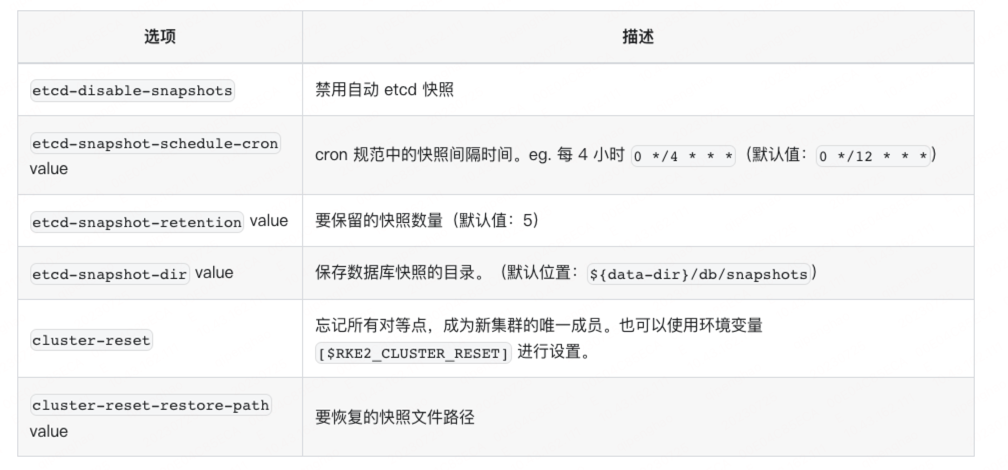 选项 描述
etcd-disable-snapshots 禁用自动 etcd 快照
etcd-snapshot-schedule-cron
value
cron 规范中的快照间隔时间。eg. 每 4 小时 0 */4 * * *（默认值：0 */12 * * *）
etcd-snapshot-retention value 要保留的快照数量（默认值：5）
etcd-snapshot-dir value 保存数据库快照的目录。（默认位置：${data-dir}/db/snapshots）
cluster-reset
忘记所有对等点，成为新集群的唯一成员。也可以使用环境变量
[$RKE2_CLUSTER_RESET] 进行设置。
cluster-reset-restore-path
value
要恢复的快照文件路径